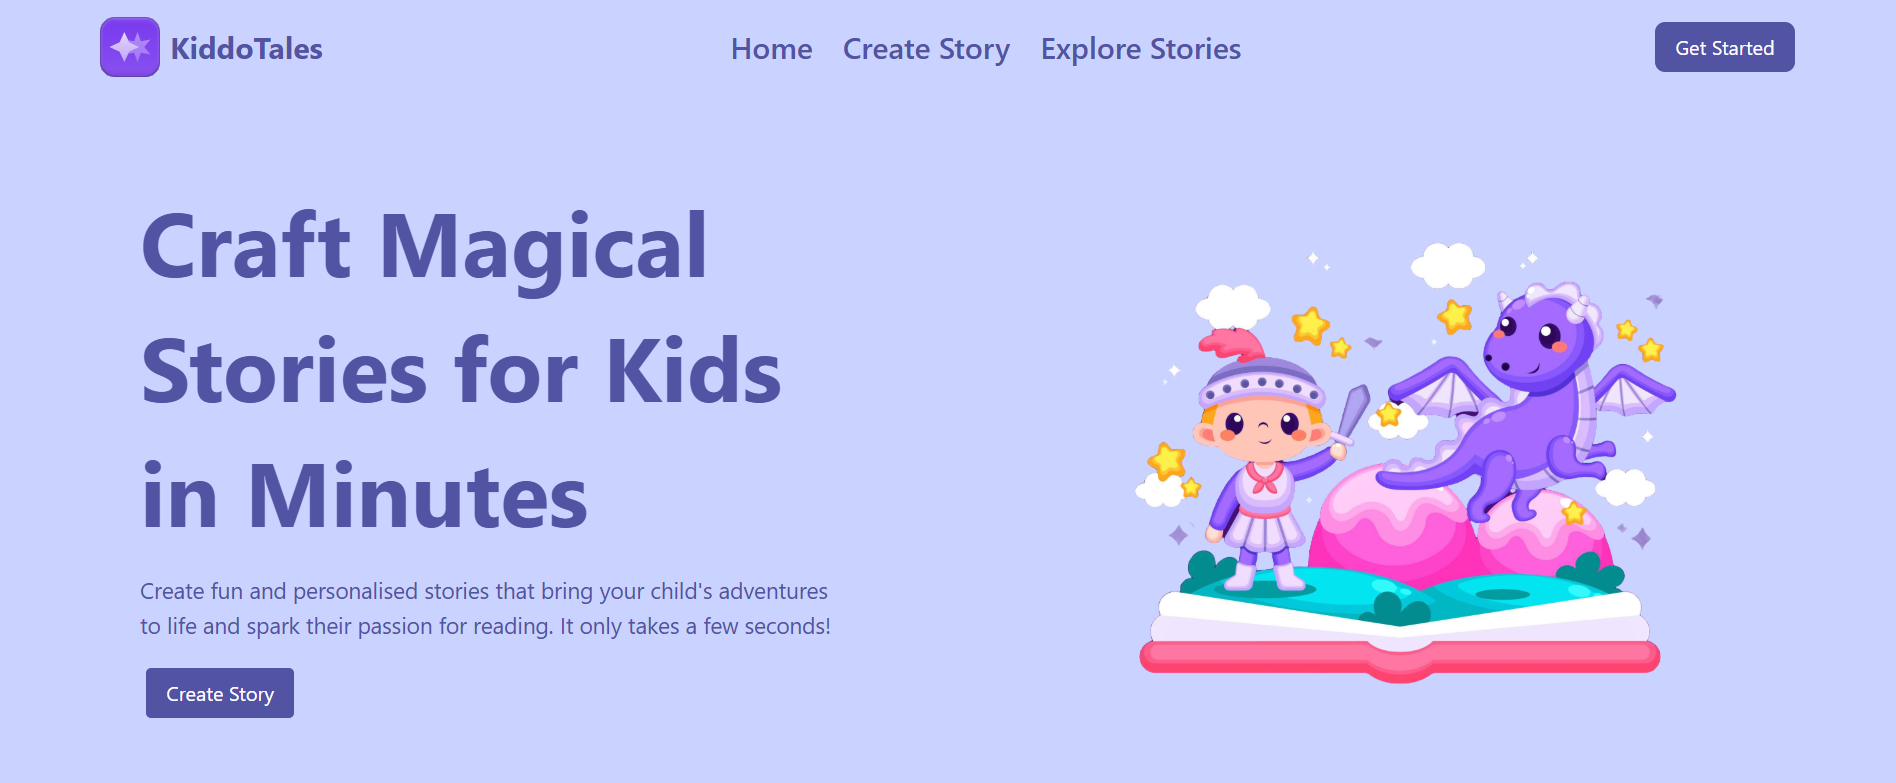 KiddoTales
Home Create Story Explore Stories
Get Started
Craft Magical
Stories for Kids
in Minutes
Create fun and personalised stories that bring your child's adventures
to life and spark their passion for reading. It only takes a few seconds!
Create Story